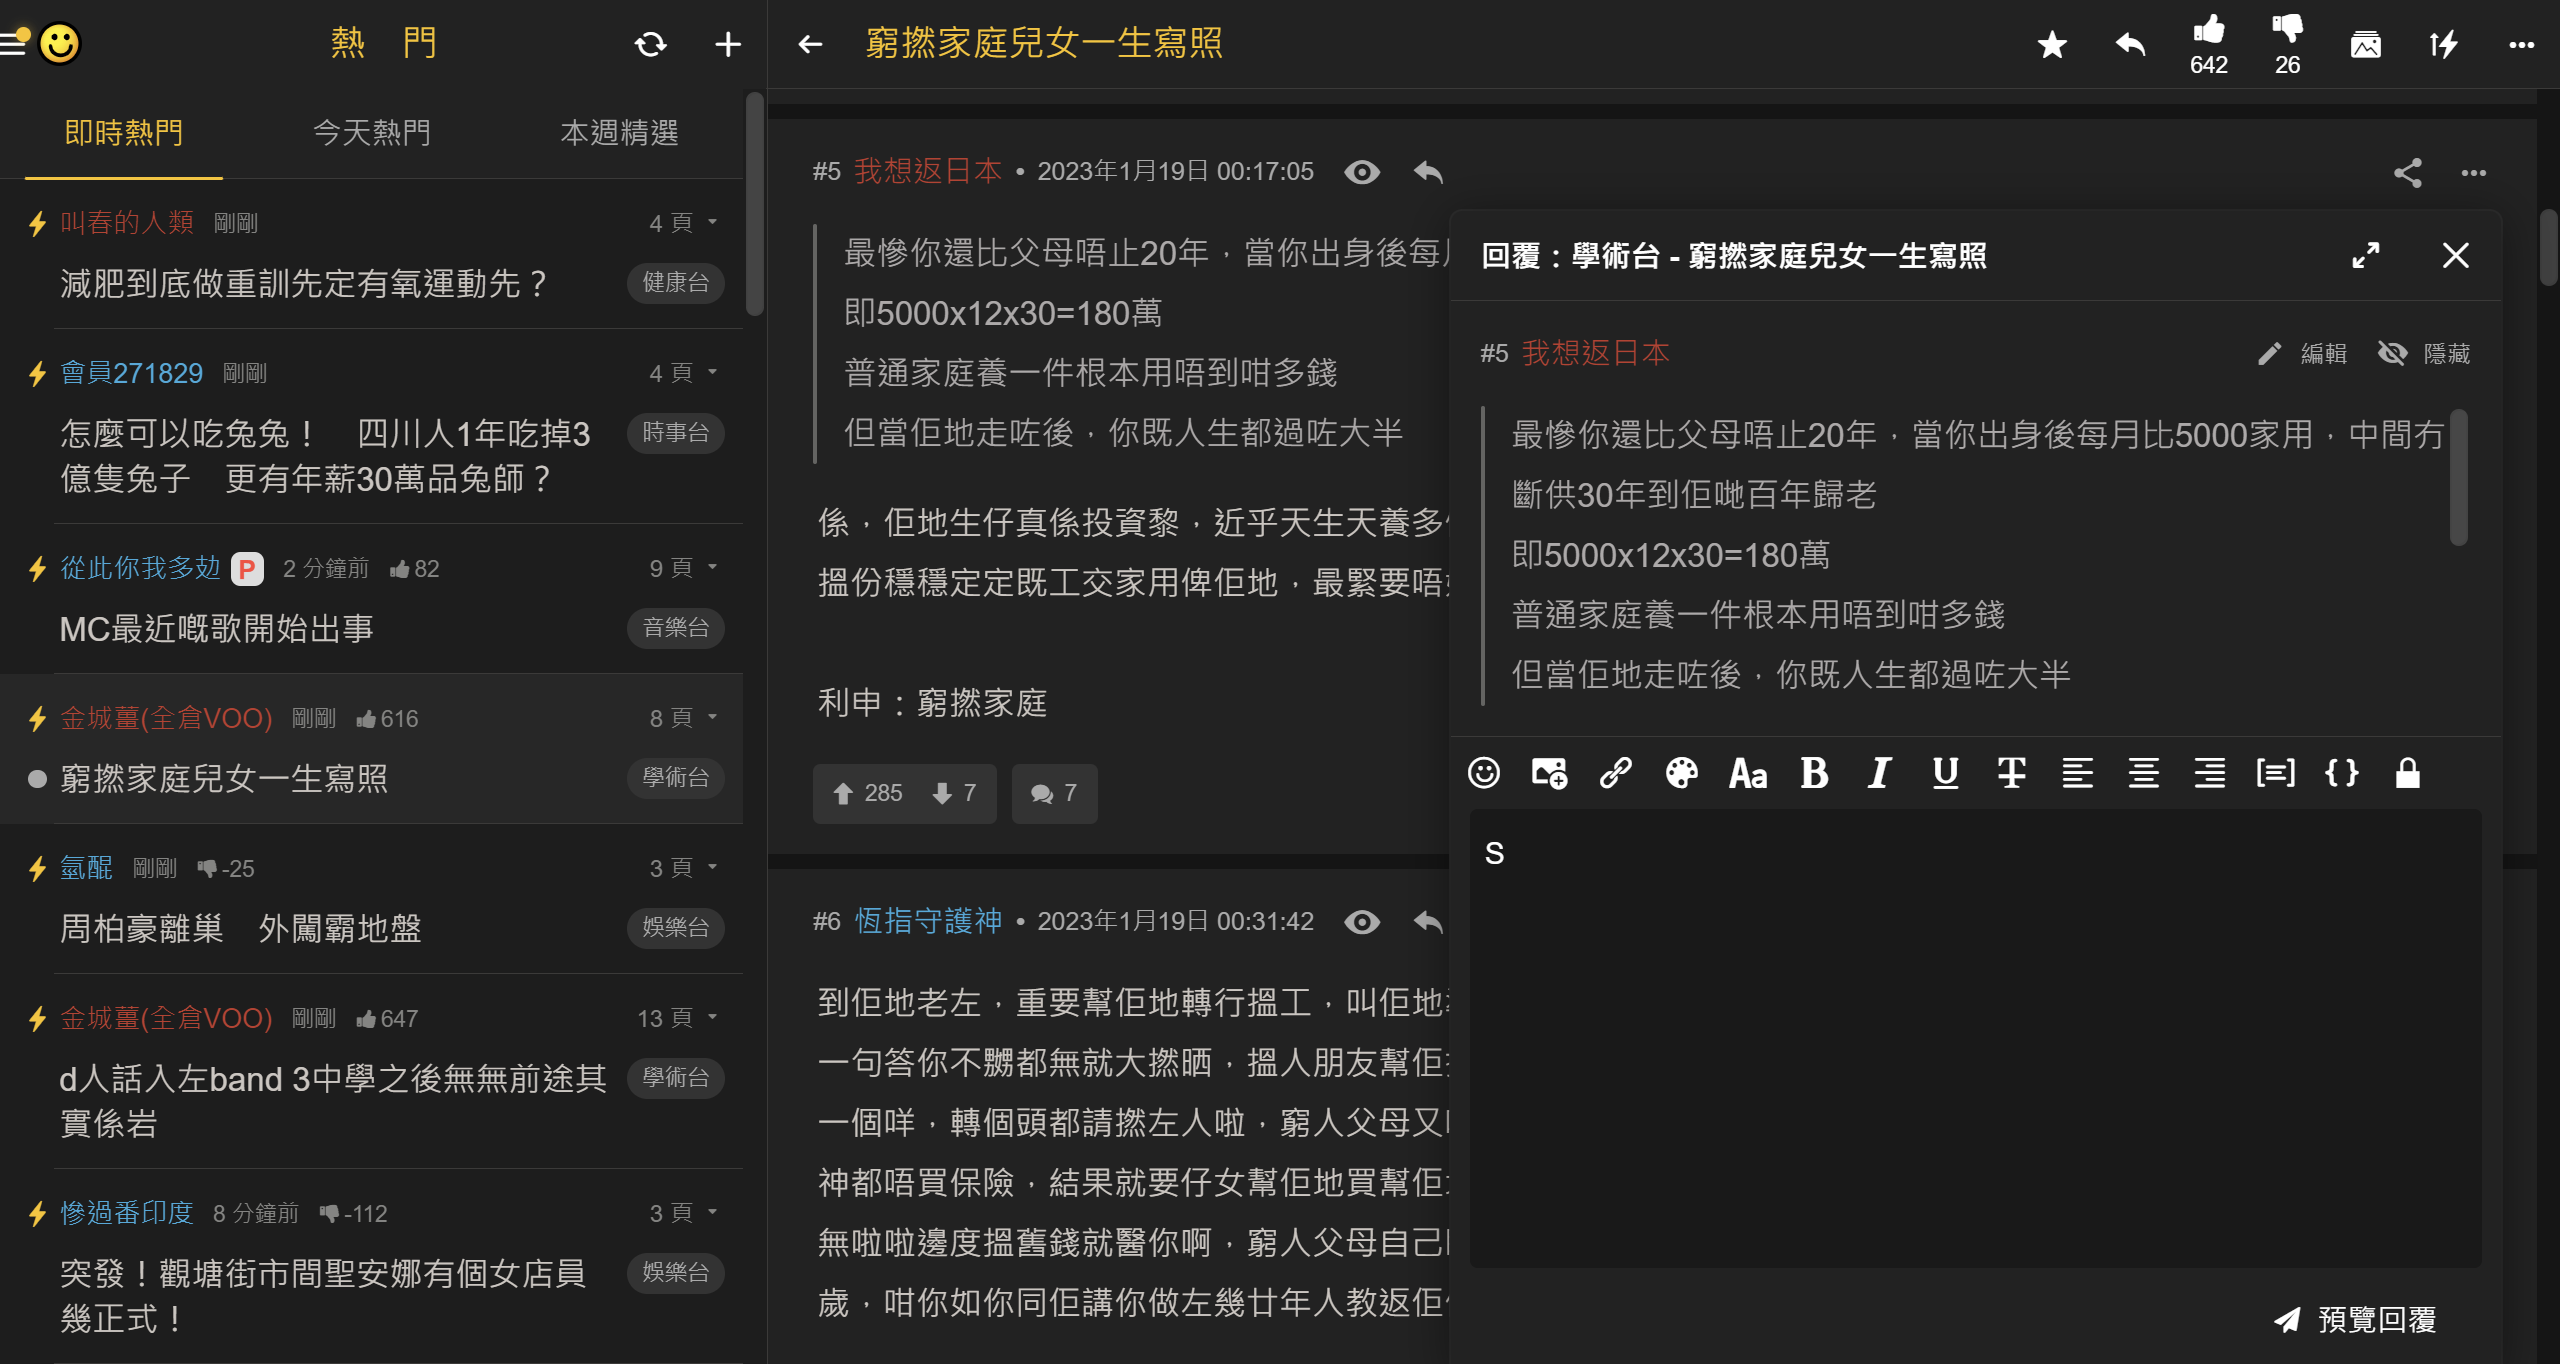 熱 門
即時熱門 今天熱門 本週精選
叫春的人類 剛剛 4 頁
減肥到底做重訓先定有氧運動先？ 健康台
會員271829 剛剛 4 頁
怎麼可以吃兔兔！ 四川人1年吃掉3 時事台
億隻兔子 更有年薪30萬品兔師？
從此你我多攰 P 2 分鐘前 82 9 頁
MC最近嘅歌開始出事 音樂台
金城薑(全倉VOO) 剛剛 616 8 頁
窮撚家庭兒女一生寫照 學術台
氫醌 剛剛 -25 3 頁
周柏豪離巢 外闖霸地盤 娛樂台
金城薑(全倉VOO) 剛剛 647 13 頁
d人話入左band 3中學之後無無前途其 學術台
實係岩
慘過番印度 8 分鐘前 -112 3 頁
突發！觀塘街市間聖安娜有個女店員 娛樂台
幾正式！
窮撚家庭兒女一生寫照
642 26
#5 我想返日本 • 2023年1月19日 00:17:05
最慘你還比父母唔止20年，當你出身後每
即5000x12x30=180萬
普通家庭養一件根本用唔到咁多錢
但當佢地走咗後，你既人生都過咗大半
係，佢地生仔真係投資黎，近乎天生天養多
搵份穩穩定定既工交家用俾佢地，最緊要唔
利申：窮撚家庭
285 7 7
#6 恆指守護神 • 2023年1月19日 00:31:42
到佢地老左，重要幫佢地轉行搵工，叫佢地
一句答你不嬲都無就大撚晒，搵人朋友幫佢
一個咩，轉個頭都請撚左人啦，窮人父母又
神都唔買保險，結果就要仔女幫佢地買幫佢
無啦啦邊度搵舊錢就醫你啊，窮人父母自己
歲，咁你如你同佢講你做左幾廿年人教返佢
回覆：學術台 - 窮撚家庭兒女一生寫照
#5 我想返日本 編輯 隱藏
最慘你還比父母唔止20年，當你出身後每月比5000家用，中間冇
斷供30年到佢哋百年歸老
即5000x12x30=180萬
普通家庭養一件根本用唔到咁多錢
但當佢地走咗後，你既人生都過咗大半
Aa B I U T
S
預覽回覆